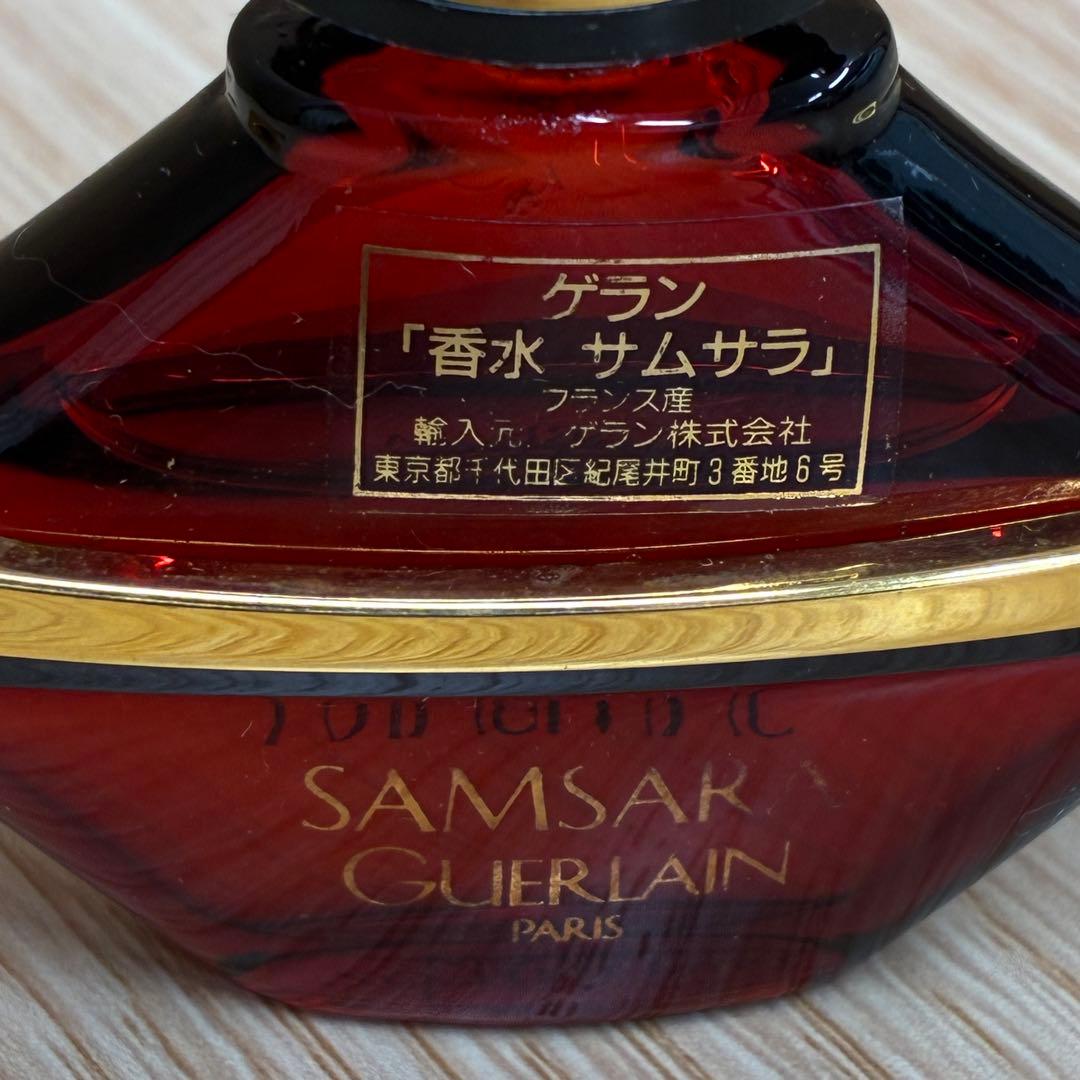 ゲラン
「香水 サムサラ」
フランス産
輸入元 ゲラン株式会社
東京都千代田区紀尾井町3番地6号
SAMSARA
GUERLAIN
PARIS